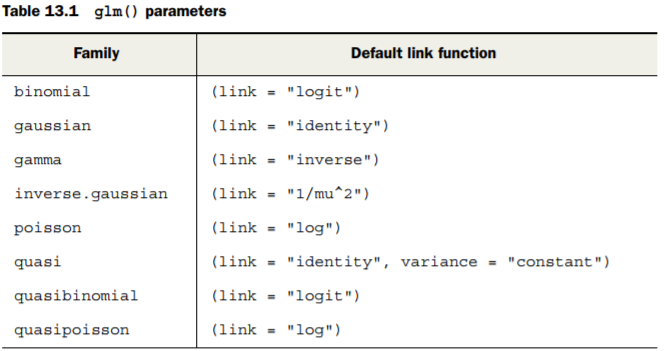 Table 13.1 glm() parameters
Family Default link function
binomial (link = "logit")
gaussian (link = "identity")
gamma (link = "inverse")
inverse.gaussian (link = "1/mu^2")
poisson (link = "log")
quasi (link = "identity", variance = "constant")
quasibinomial (link = "logit")
quasipoisson (link = "log")